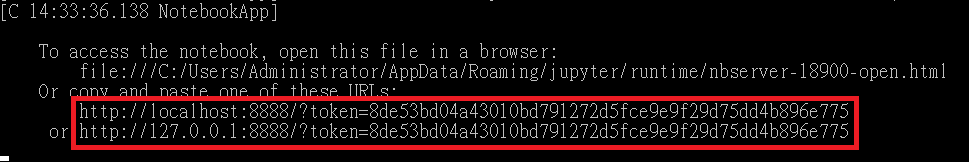 [C 14:33:36.138 NotebookApp]
To access the notebook, open this file in a browser:
file:///C:/Users/Administrator/AppData/Roaming/jupyter/runtime/nbserver-18900-open.html
Or copy and paste one of these URLs:
http://localhost:8888/?token=8de53bd04a43010bd791272d5fce9e9f29d75dd4b896e775
or http://127.0.0.1:8888/?token=8de53bd04a43010bd791272d5fce9e9f29d75dd4b896e775